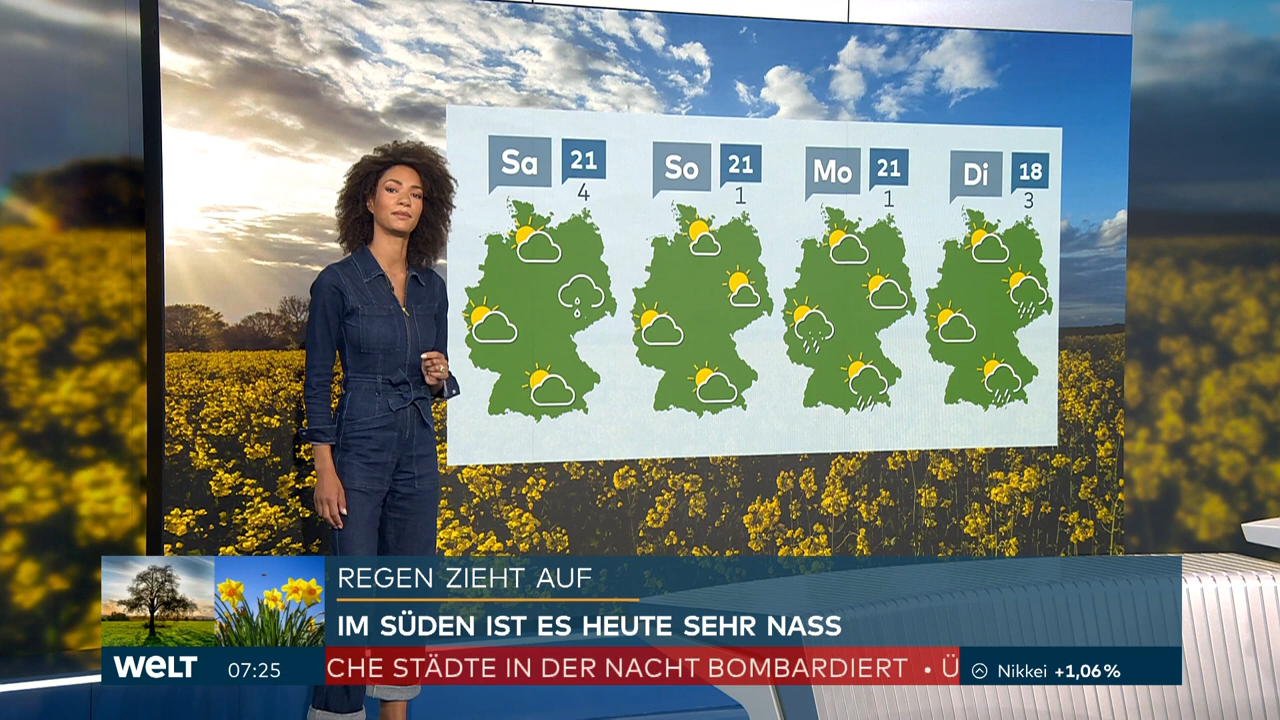 Sa 21
4
So 21
1
Mo 21
1
Di 18
3
REGEN ZIEHT AUF
IM SÜDEN IST ES HEUTE SEHR NASS
welt 07:25 CHE STÄDTE IN DER NACHT BOMBARDIERT • Ü Nikkei +1,06 %